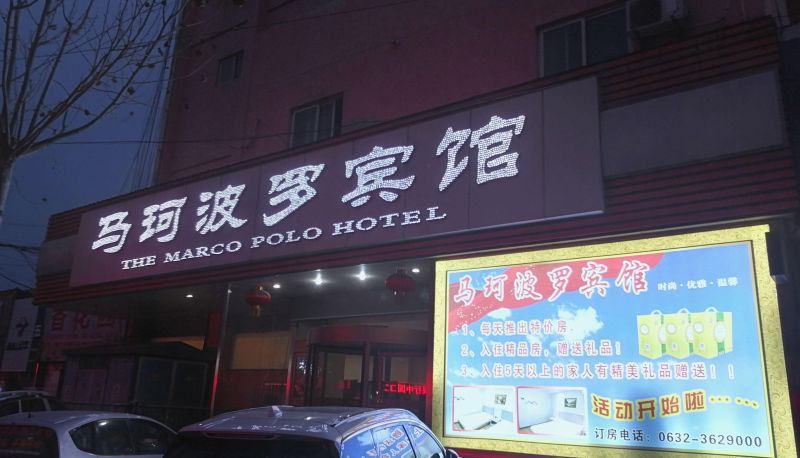 马珂波罗宾馆
THE MARCO POLO HOTEL
马珂波罗宾馆
时尚·优雅·温馨
1、每天推出特价房．
2、入住精品房，赠送礼品！
3、入住5天以上的家人有精美礼品赠送！！
活动开始啦······
订房电话：0632-3629000